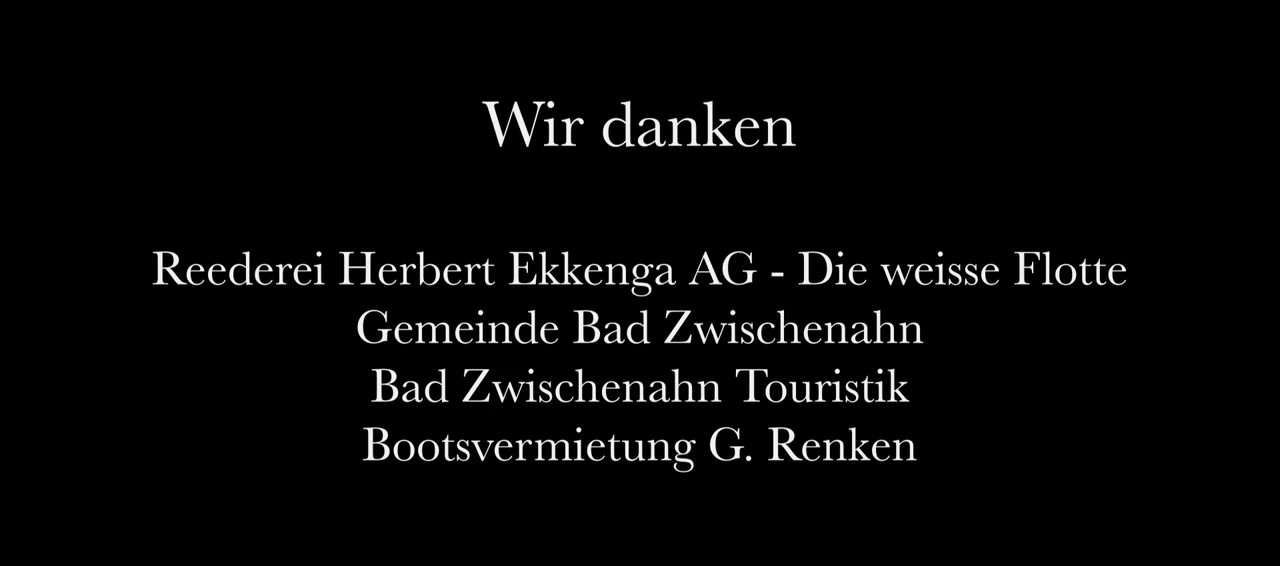 Wir danken
Reederei Herbert Ekkenga AG - Die weisse Flotte
Gemeinde Bad Zwischenahn
Bad Zwischenahn Touristik
Bootsvermietung G. Renken